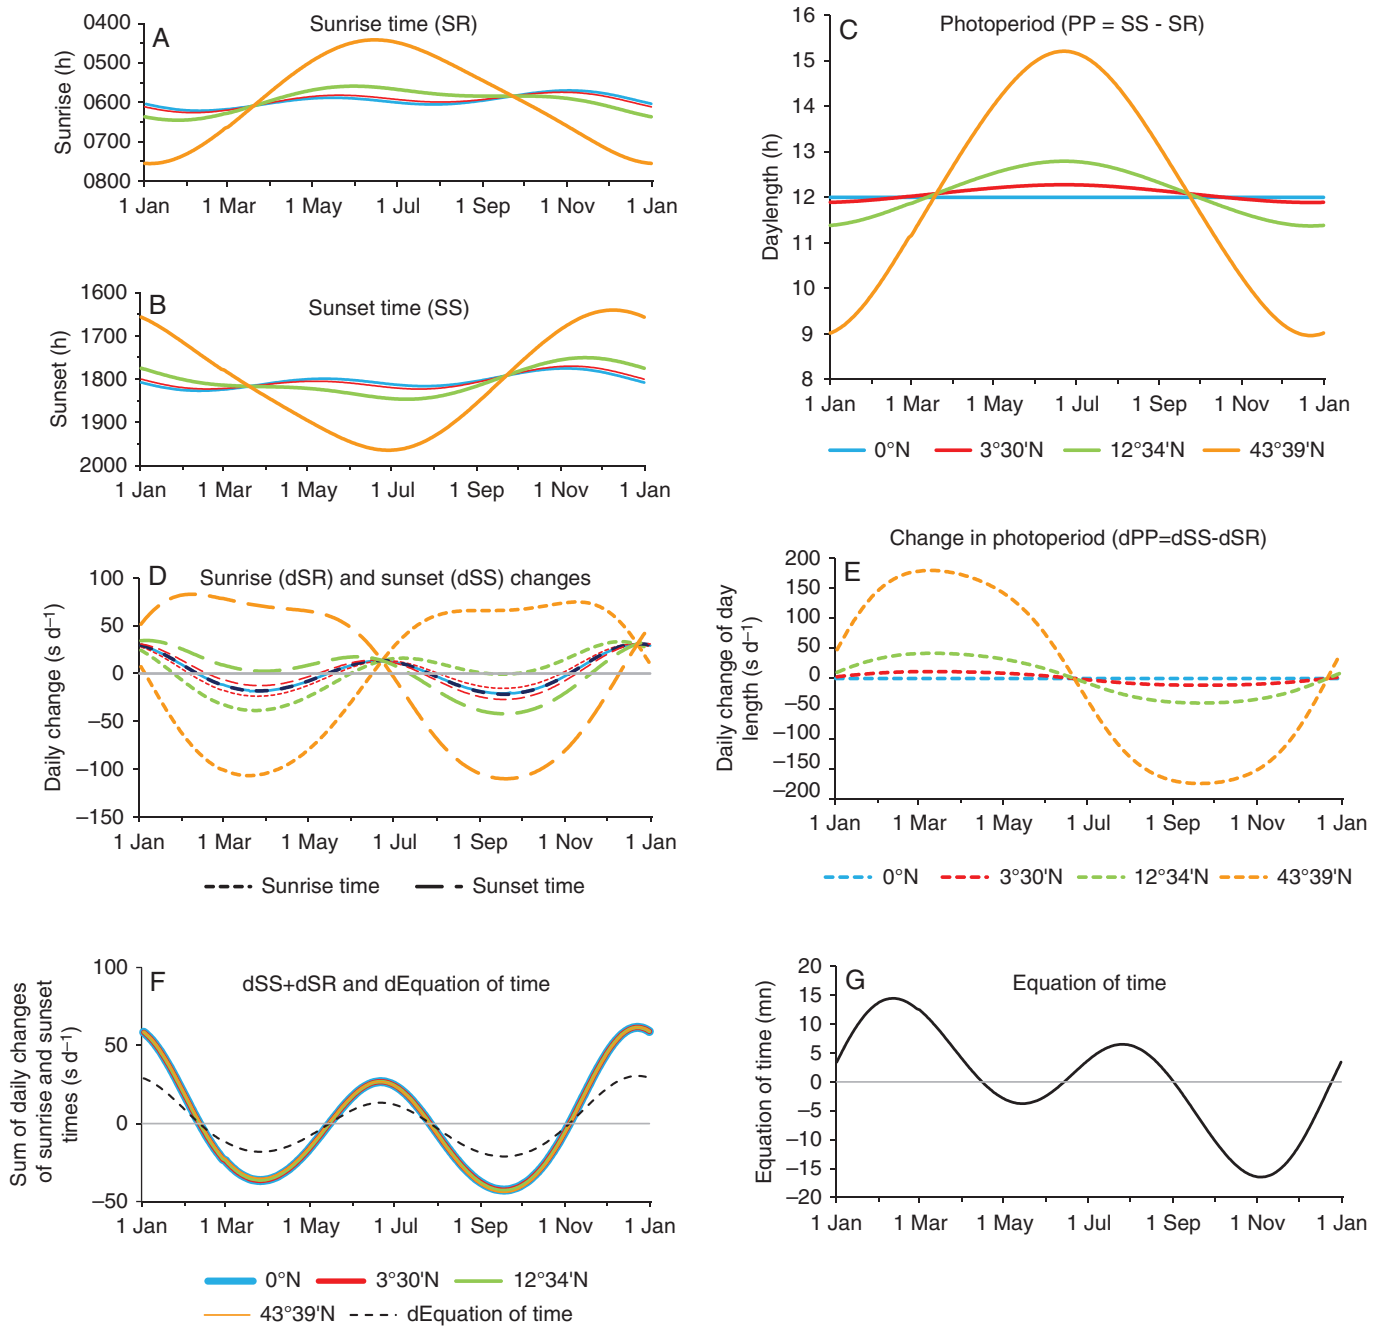 A
Sunrise time (SR)
Sunrise (h)
0400
0500
0600
0700
0800
1 Jan 1 Mar 1 May 1 Jul 1 Sep 1 Nov 1 Jan
B
Sunset time (SS)
Sunset (h)
1600
1700
1800
1900
2000
1 Jan 1 Mar 1 May 1 Jul 1 Sep 1 Nov 1 Jan
C
Photoperiod (PP = SS - SR)
Daylength (h)
16
15
14
13
12
11
10
9
8
1 Jan 1 Mar 1 May 1 Jul 1 Sep 1 Nov 1 Jan
0°N 3°30'N 12°34'N 43°39'N
D
Sunrise (dSR) and sunset (dSS) changes
Daily change (s d⁻¹)
100
50
0
−50
−100
−150
1 Jan 1 Mar 1 May 1 Jul 1 Sep 1 Nov 1 Jan
Sunrise time Sunset time
E
Change in photoperiod (dPP=dSS-dSR)
Daily change of day
length (s d⁻¹)
200
150
100
50
0
−50
−100
−150
−200
1 Jan 1 Mar 1 May 1 Jul 1 Sep 1 Nov 1 Jan
0°N 3°30'N 12°34'N 43°39'N
F
dSS+dSR and dEquation of time
Sum of daily changes
of sunrise and sunset
times (s d⁻¹)
100
50
0
−50
1 Jan 1 Mar 1 May 1 Jul 1 Sep 1 Nov 1 Jan
0°N 3°30'N 12°34'N
43°39'N dEquation of time
G
Equation of time
Equation of time (mn)
20
15
10
5
0
−5
−10
−15
−20
1 Jan 1 Mar 1 May 1 Jul 1 Sep 1 Nov 1 Jan